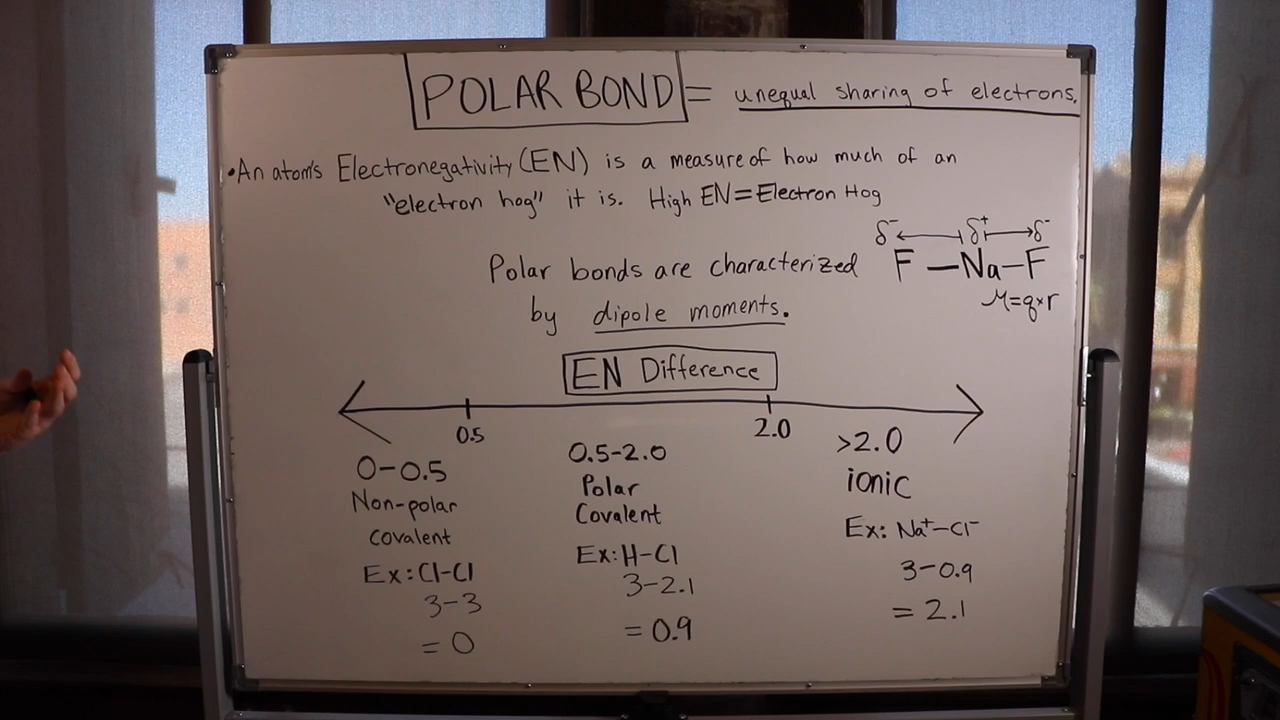 POLAR BOND = unequal sharing of electrons.
•An atom's Electronegativity (EN) is a measure of how much of an
"electron hog" it is. High EN=Electron Hog
δ⁻ δ⁺ δ⁻
Polar bonds are characterized F—Na—F
by dipole moments. μ=q×r
EN Difference
0.5 2.0
0-0.5
Non-polar
covalent
Ex:Cl-Cl
3-3
=0
0.5-2.0
Polar
Covalent
Ex:H-Cl
3-2.1
=0.9
>2.0
ionic
Ex: Na⁺-Cl⁻
3-0.9
=2.1